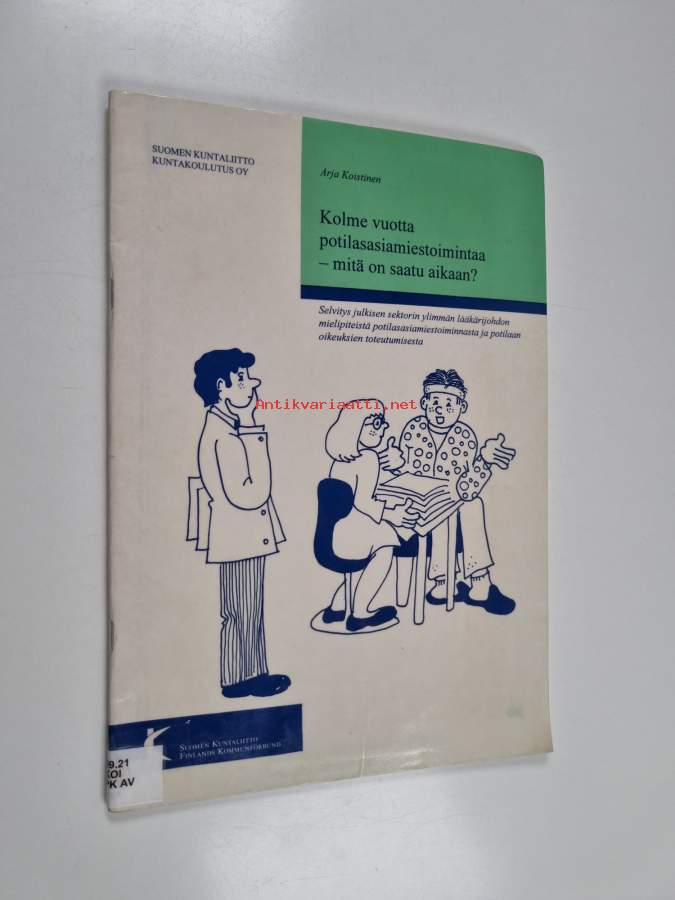 SUOMEN KUNTALIITTO
KUNTAKOULUTUS OY
Arja Koistinen
Kolme vuotta
potilasasiamiestoimintaa
– mitä on saatu aikaan?
Selvitys julkisen sektorin ylimmän lääkärijohdon
mielipiteistä potilasasiamiestoiminnasta ja potilaan
oikeuksien toteutumisesta
Antikvariaatti.net
SUOMEN KUNTALIITTO
FINLANDS KOMMUNFÖRBUND
9.21
KOI
PK AV